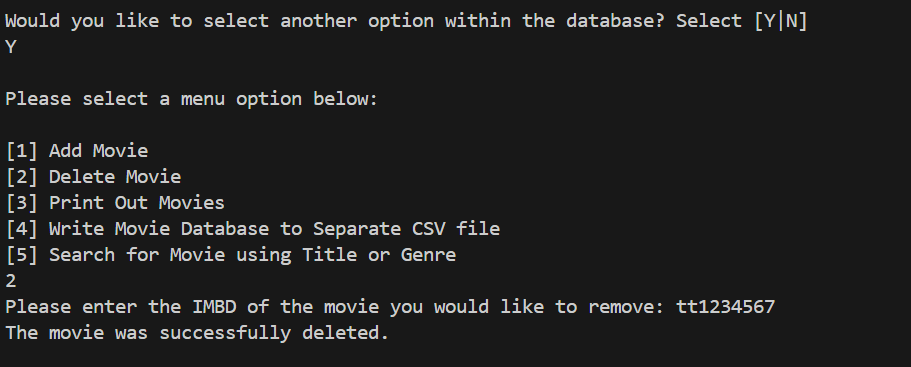 Would you like to select another option within the database? Select [Y|N]
Y
Please select a menu option below:
[1] Add Movie
[2] Delete Movie
[3] Print Out Movies
[4] Write Movie Database to Separate CSV file
[5] Search for Movie using Title or Genre
2
Please enter the IMBD of the movie you would like to remove: tt1234567
The movie was successfully deleted.